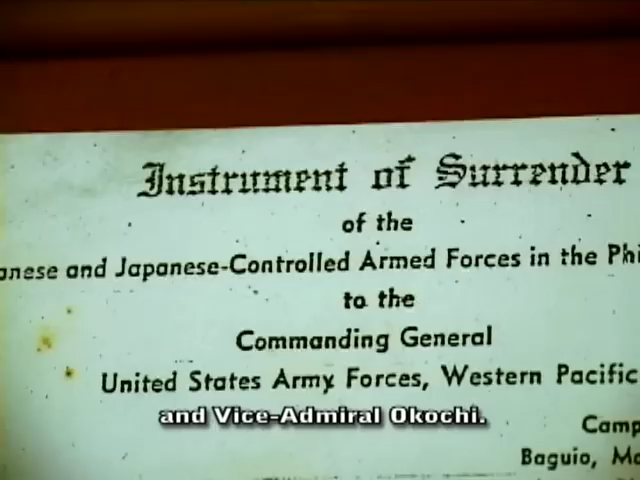 Instrument of Surrender
of the
anese and Japanese-Controlled Armed Forces in the Phi
to the
Commanding General
United States Army Forces, Western Pacific
and Vice-Admiral Okochi.
Camp
Baguio, Mo